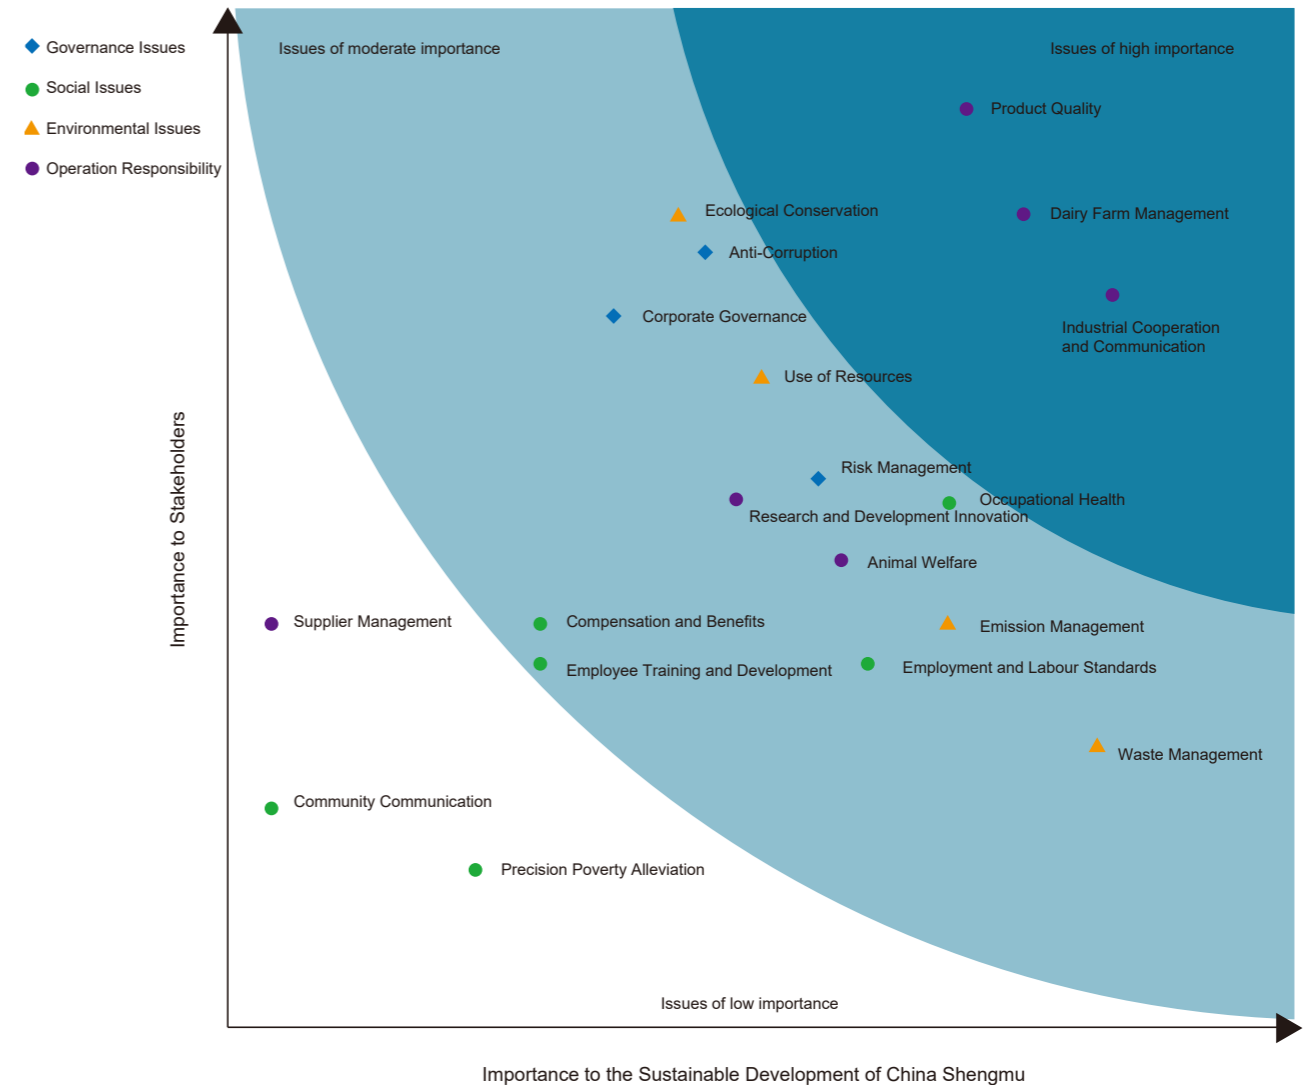 Governance Issues
Social Issues
Environmental Issues
Operation Responsibility
Issues of moderate importance
Issues of high importance
Product Quality
Ecological Conservation
Dairy Farm Management
Anti-Corruption
Corporate Governance
Industrial Cooperation
and Communication
Use of Resources
Risk Management
Occupational Health
Research and Development Innovation
Animal Welfare
Supplier Management
Compensation and Benefits
Emission Management
Employee Training and Development
Employment and Labour Standards
Waste Management
Community Communication
Precision Poverty Alleviation
Issues of low importance
Importance to Stakeholders
Importance to the Sustainable Development of China Shengmu